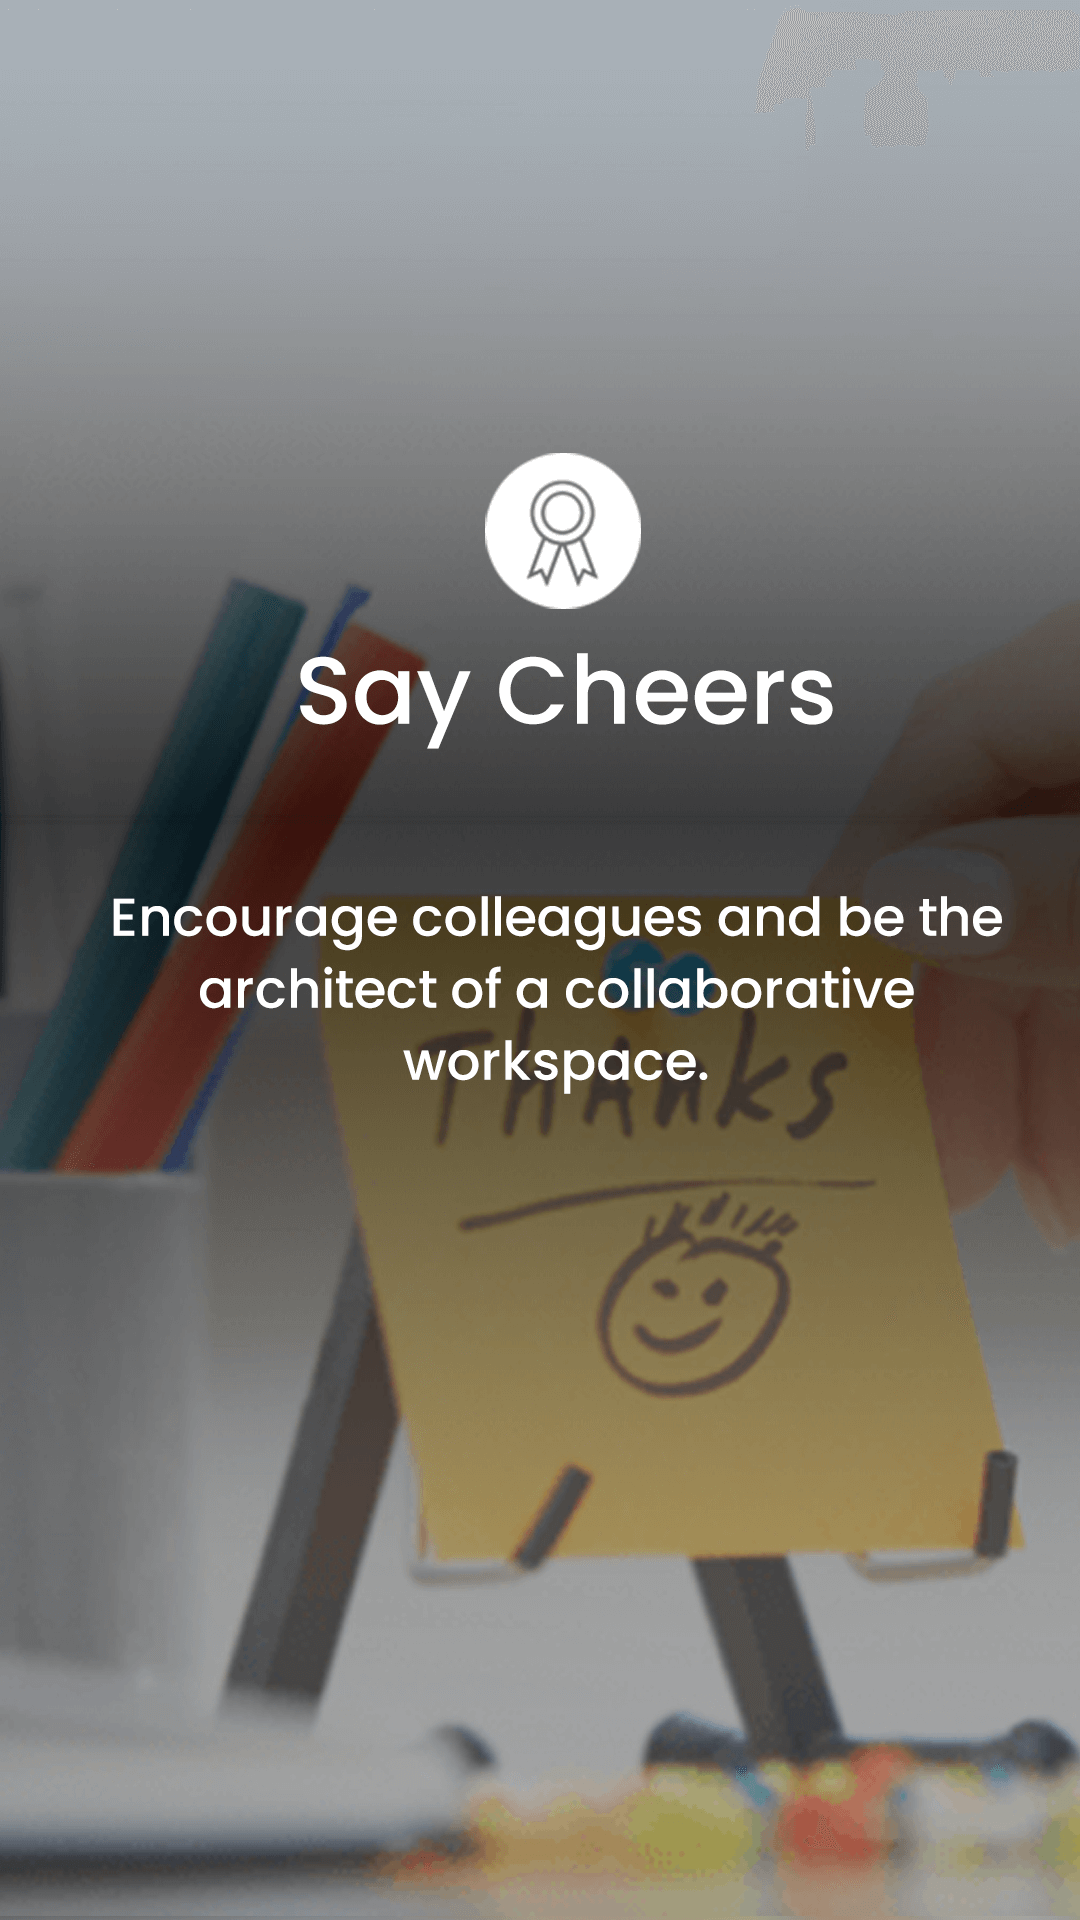 Say Cheers
Encourage colleagues and be the
architect of a collaborative
workspace.
Thanks